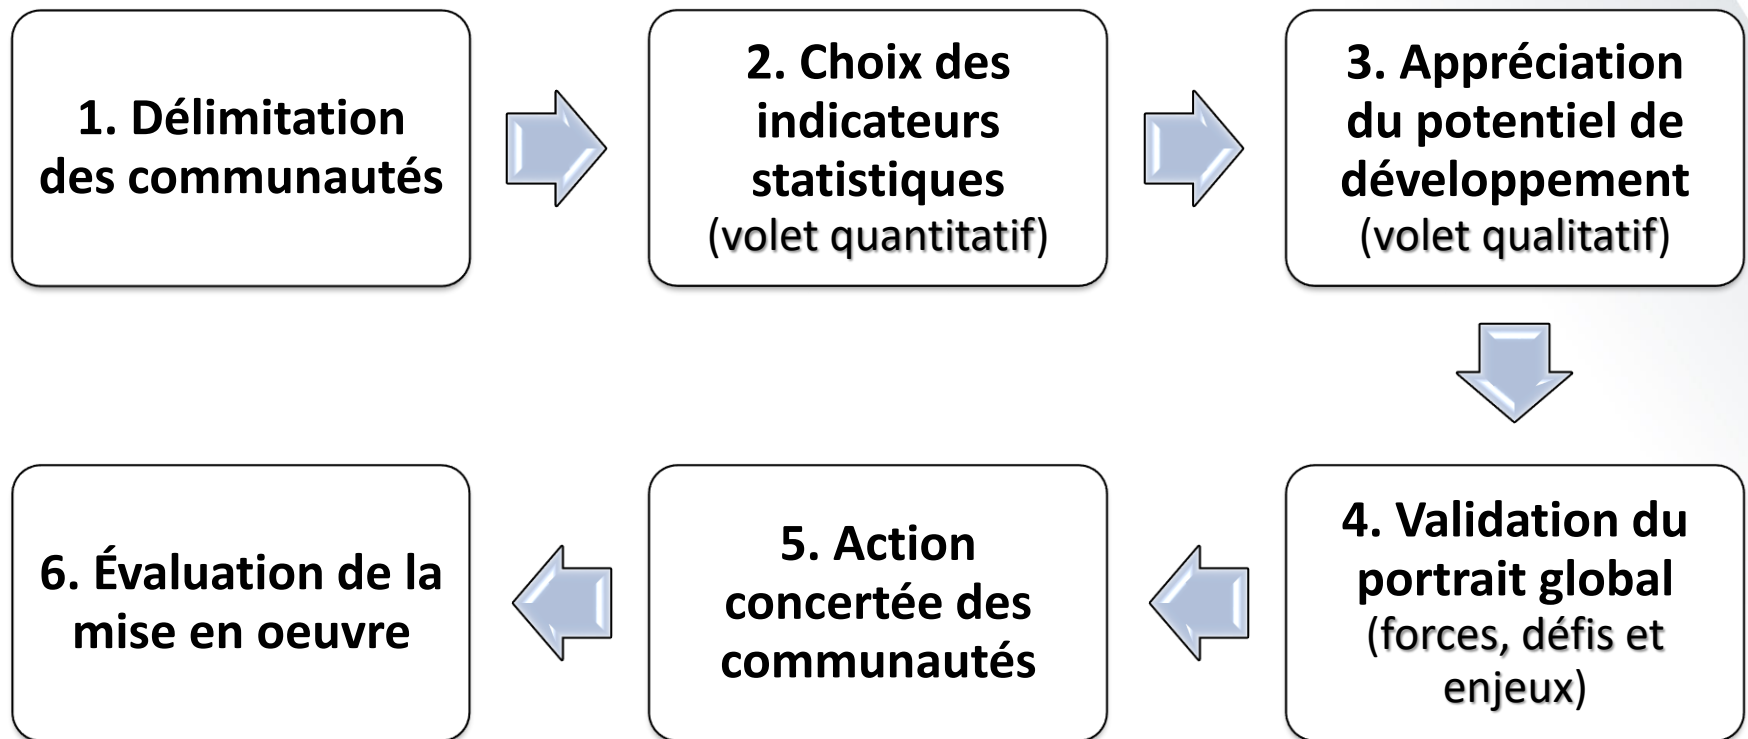 1. Délimitation
des communautés
2. Choix des
indicateurs
statistiques
(volet quantitatif)
3. Appréciation
du potentiel de
développement
(volet qualitatif)
4. Validation du
portrait global
(forces, défis et
enjeux)
5. Action
concertée des
communautés
6. Évaluation de la
mise en oeuvre